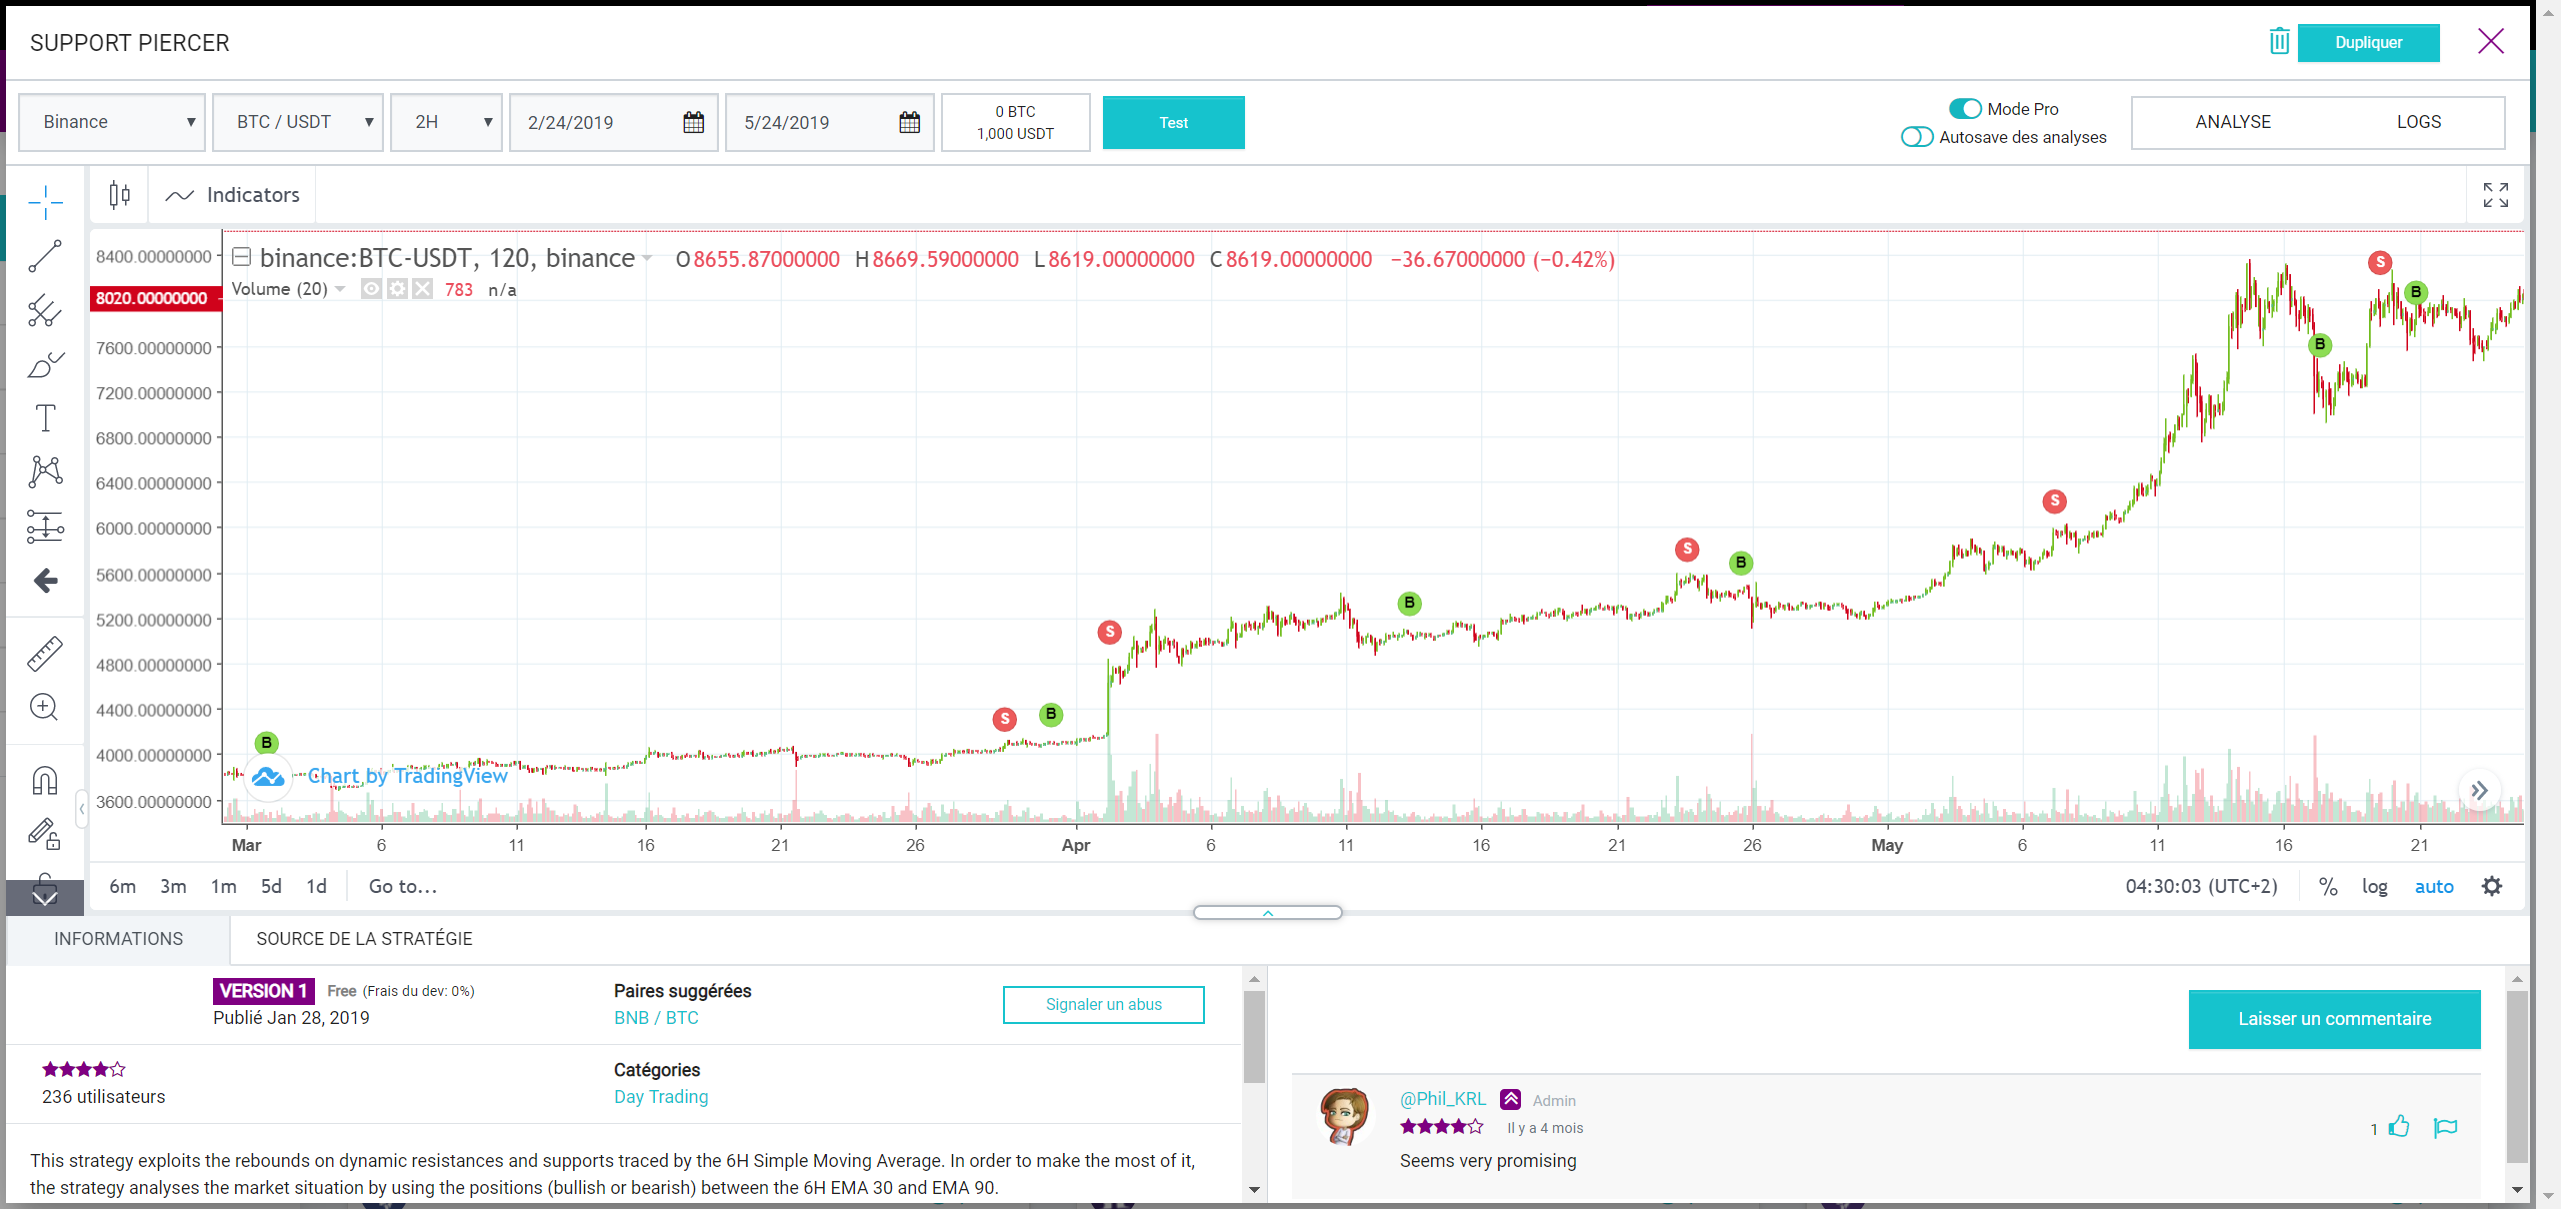 SUPPORT PIERCER
Dupliquer
Binance
BTC / USDT
2H
2/24/2019
5/24/2019
0 BTC
1,000 USDT
Test
Mode Pro
Autosave des analyses
ANALYSE
LOGS
Indicators
binance:BTC-USDT, 120, binance O8655.87000000 H8669.59000000 L8619.00000000 C8619.00000000 −36.67000000 (−0.42%)
Volume (20) 783 n/a
8400.00000000
8020.00000000
7600.00000000
7200.00000000
6800.00000000
6400.00000000
6000.00000000
5600.00000000
5200.00000000
4800.00000000
4400.00000000
4000.00000000
3600.00000000
B
S
B
S
B
S
B
S
B
S
B
Chart by TradingView
Mar 6 11 16 21 26 Apr 6 11 16 21 26 May 6 11 16 21
6m 3m 1m 5d 1d Go to...
04:30:03 (UTC+2) % log auto
INFORMATIONS
SOURCE DE LA STRATÉGIE
VERSION 1 Free (Frais du dev: 0%)
Publié Jan 28, 2019
Paires suggérées
BNB / BTC
Signaler un abus
236 utilisateurs
Catégories
Day Trading
This strategy exploits the rebounds on dynamic resistances and supports traced by the 6H Simple Moving Average. In order to make the most of it,
the strategy analyses the market situation by using the positions (bullish or bearish) between the 6H EMA 30 and EMA 90.
Laisser un commentaire
@Phil_KRL Admin
Il y a 4 mois
1
Seems very promising